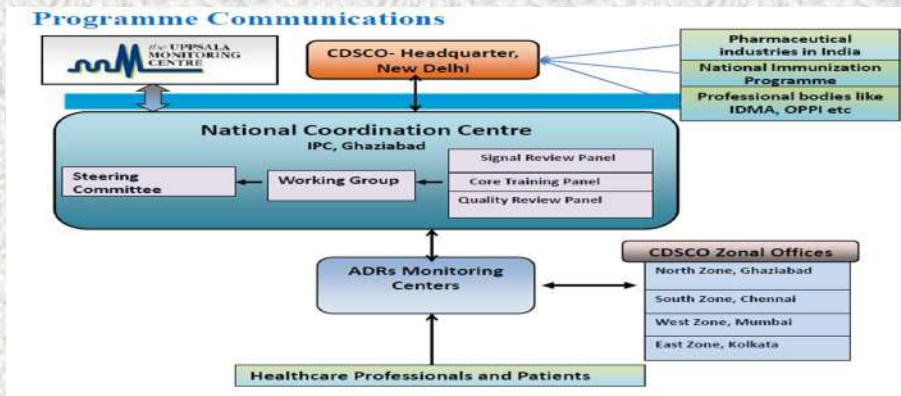 Programme Communications
the UPPSALA
MONITORING
CENTRE
CDSCO- Headquarter,
New Delhi
Pharmaceutical
industries in India
National Immunization
Programme
Professional bodies like
IDMA, OPPI etc
National Coordination Centre
IPC, Ghaziabad
Signal Review Panel
Steering
Committee
Working Group
Core Training Panel
Quality Review Panel
ADRs Monitoring
Centers
CDSCO Zonal Offices
North Zone, Ghaziabad
South Zone, Chennai
West Zone, Mumbai
East Zone, Kolkata
Healthcare Professionals and Patients